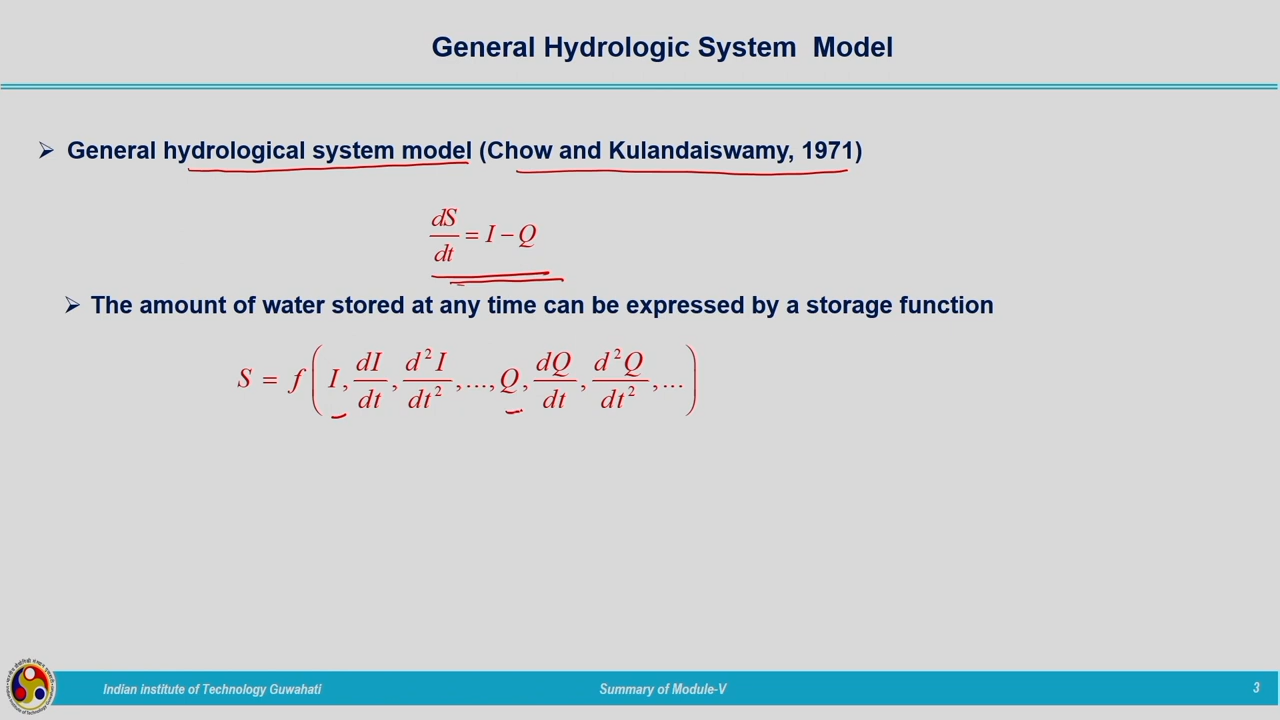 General Hydrologic System Model
➢ General hydrological system model (Chow and Kulandaiswamy, 1971)
dS/dt = I − Q
➢ The amount of water stored at any time can be expressed by a storage function
S = f(I, dI/dt, d²I/dt², ..., Q, dQ/dt, d²Q/dt², ...)
Indian institute of Technology Guwahati Summary of Module-V 3